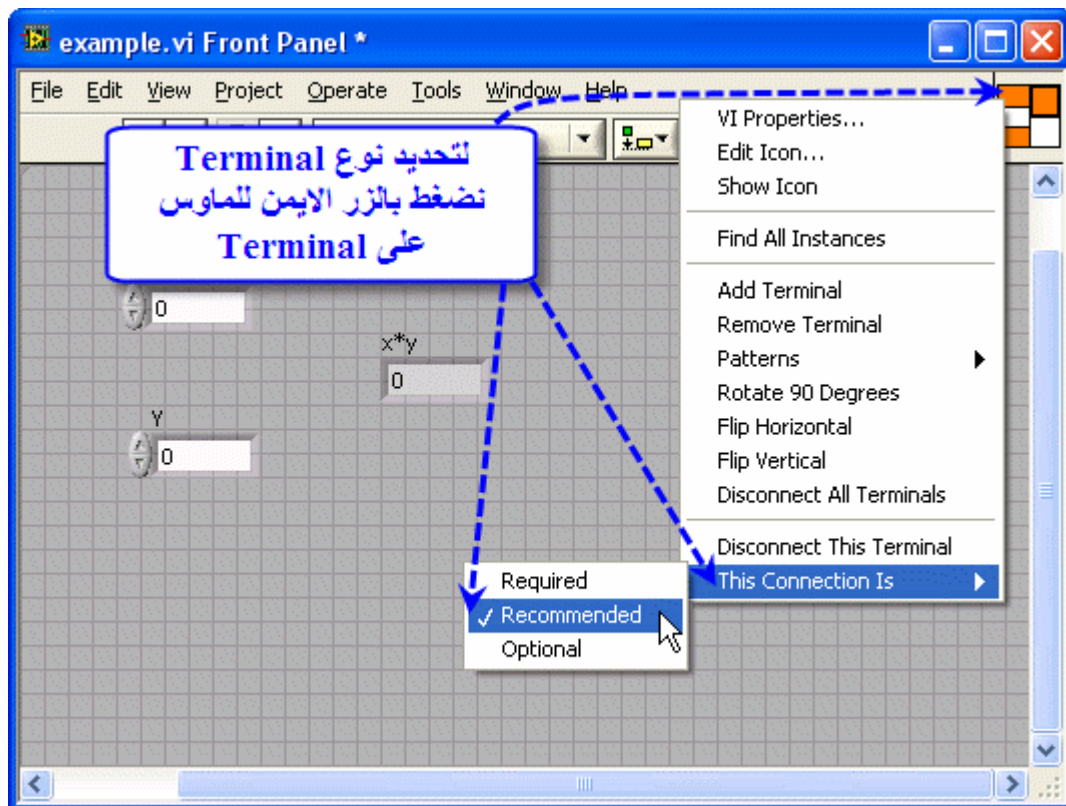 example.vi Front Panel *
File Edit View Project Operate Tools Window Help
لتحديد نوع Terminal
نضغط بالزر الايمن للماوس
على Terminal
0
x*y
0
Y
0
VI Properties...
Edit Icon...
Show Icon
Find All Instances
Add Terminal
Remove Terminal
Patterns
Rotate 90 Degrees
Flip Horizontal
Flip Vertical
Disconnect All Terminals
Disconnect This Terminal
This Connection Is
Required
Recommended
Optional